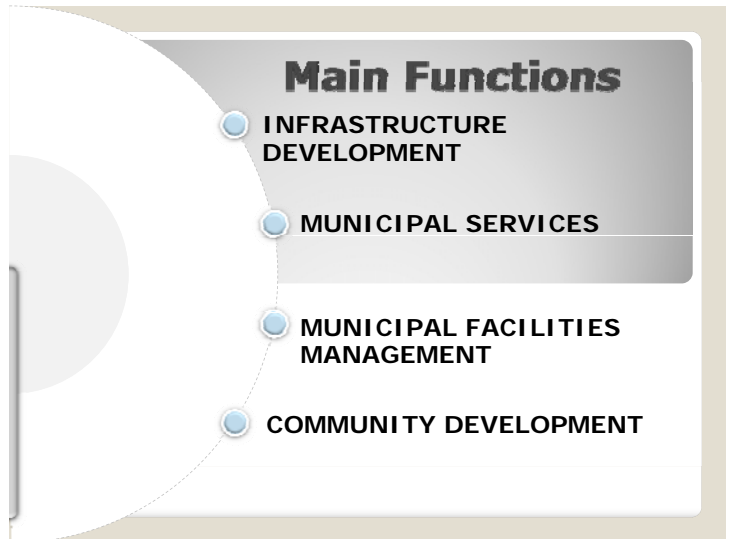 Main Functions
INFRASTRUCTURE
DEVELOPMENT
MUNICIPAL SERVICES
MUNICIPAL FACILITIES
MANAGEMENT
COMMUNITY DEVELOPMENT